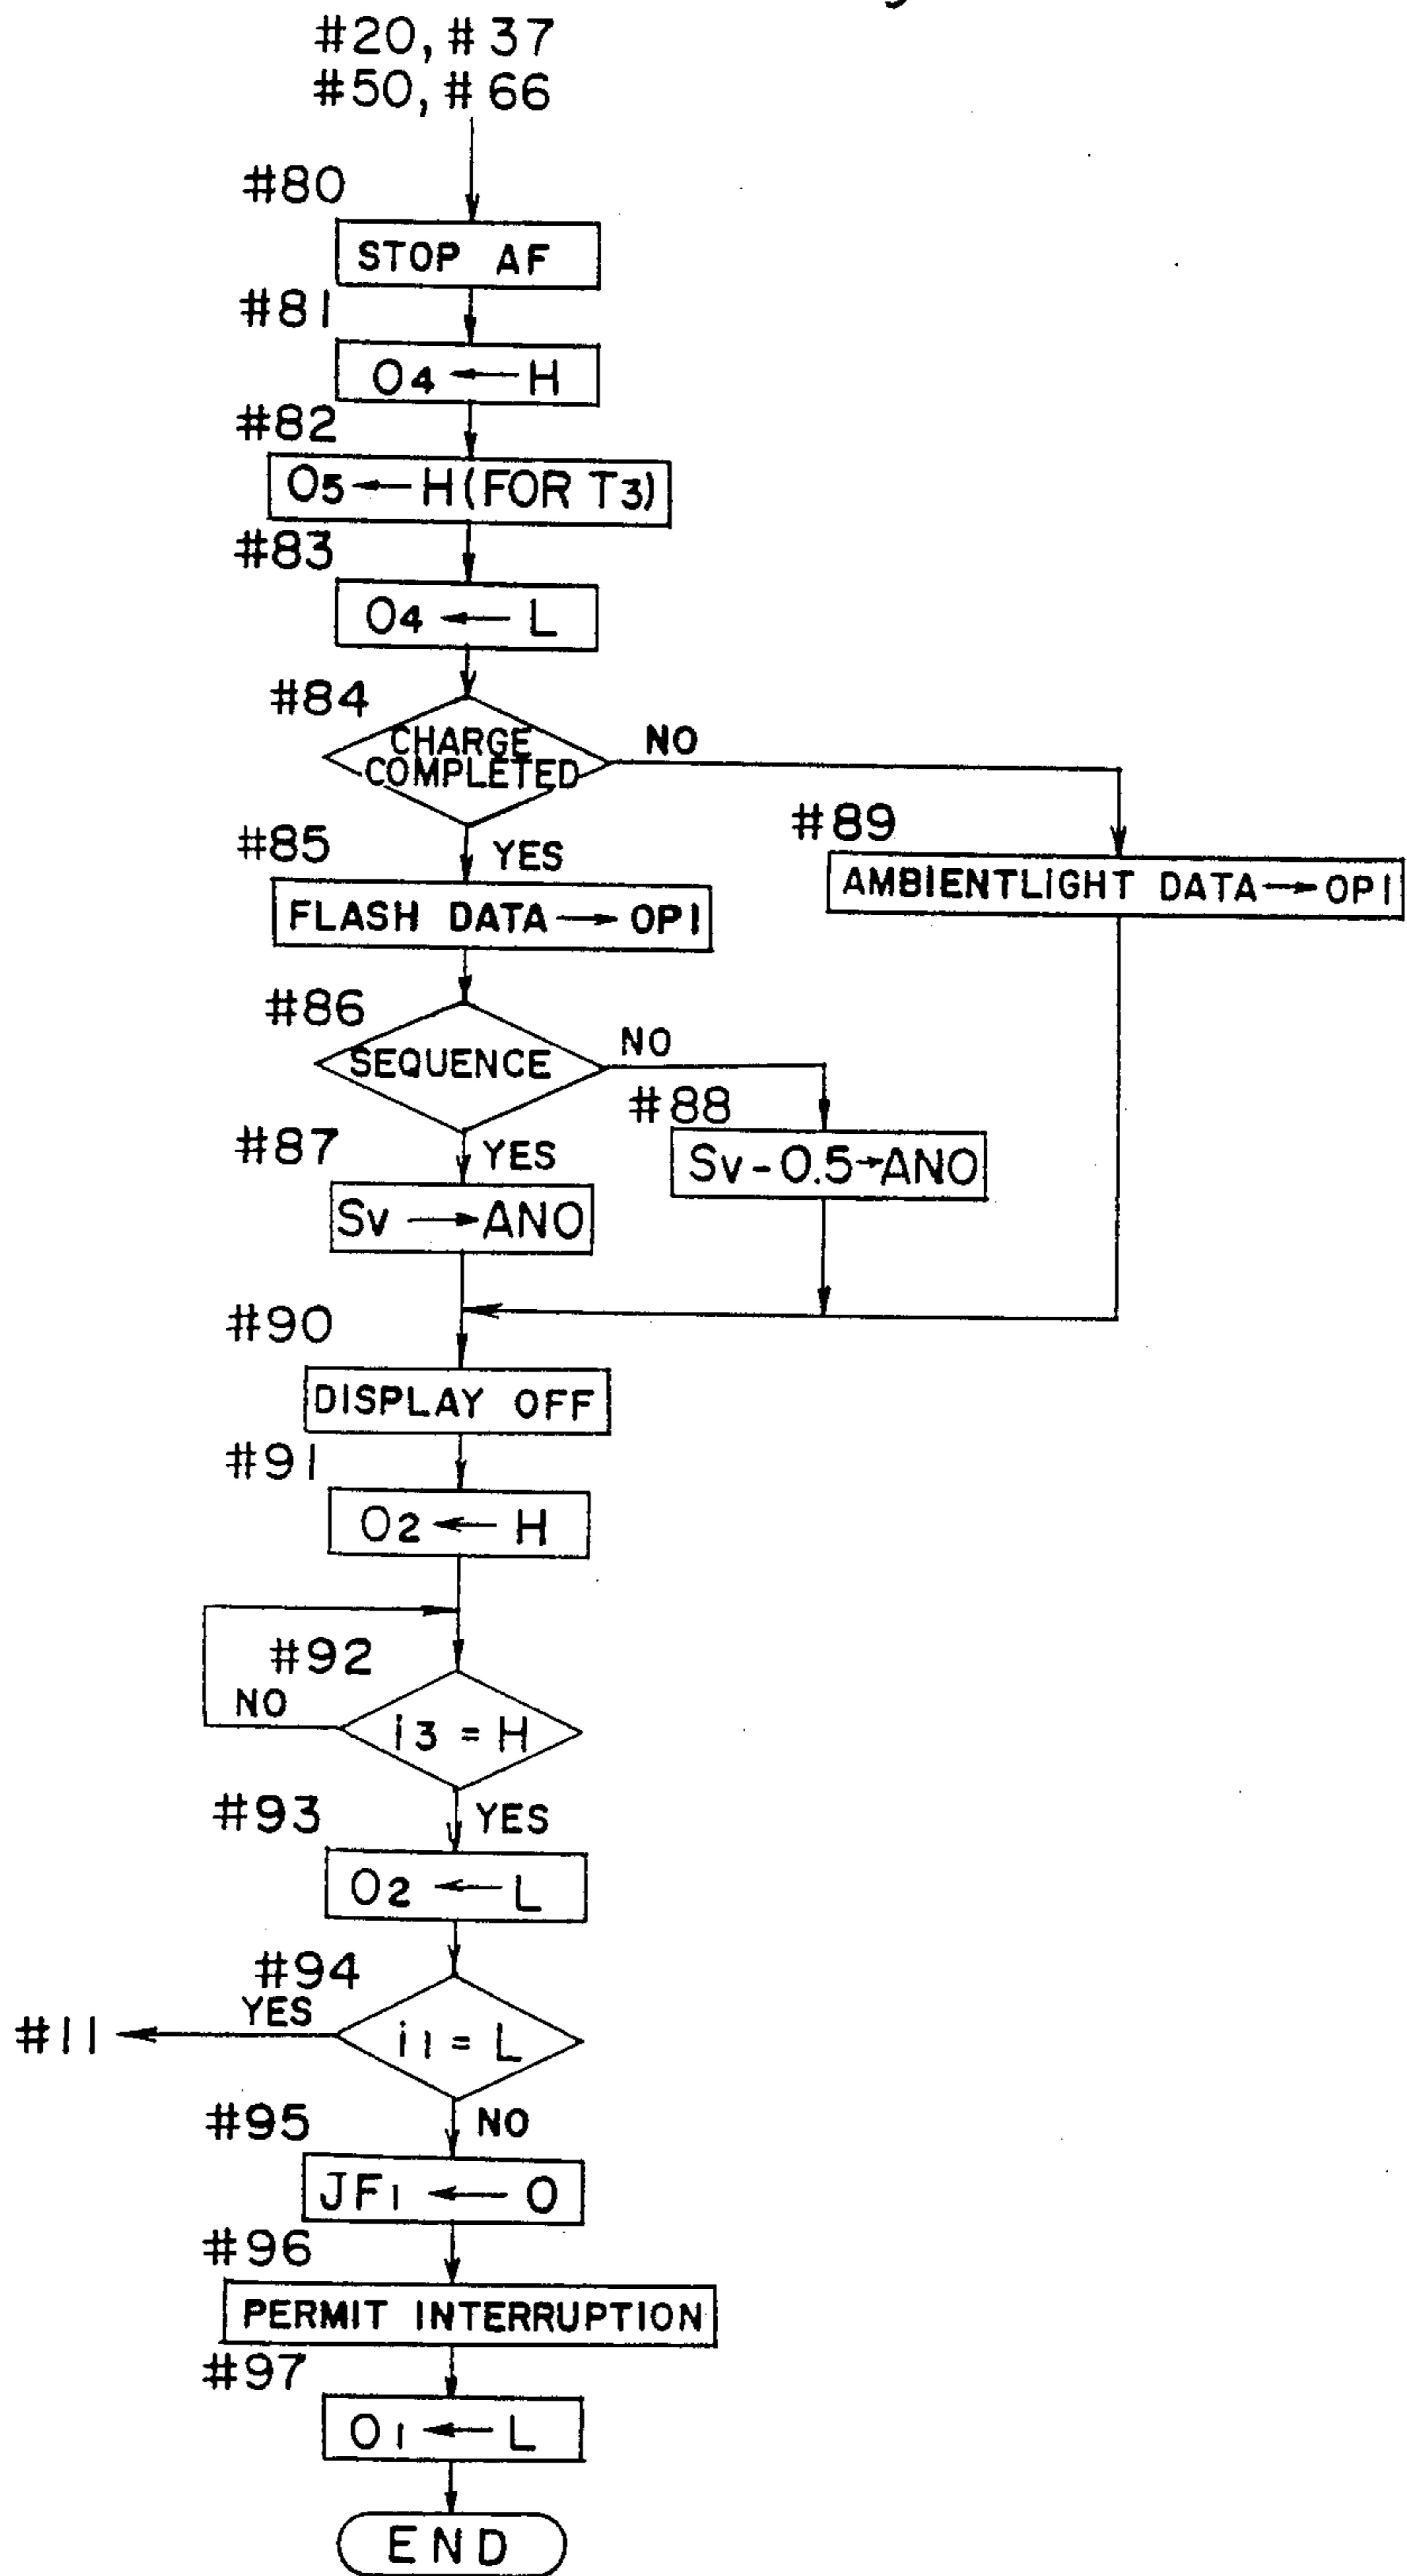 #20, #37
#50, #66
#80
STOP AF
#81
O4 ← H
#82
O5 ← H (FOR T3)
#83
O4 ← L
#84
CHARGE
COMPLETED
NO
#85
YES
#89
FLASH DATA → OP1
AMBIENTLIGHT DATA → OP1
#86
SEQUENCE
NO
#87
YES
#88
Sv → ANO
Sv - 0.5 → ANO
#90
DISPLAY OFF
#91
O2 ← H
#92
NO
i3 = H
#93
YES
O2 ← L
#94
YES
#11
i1 = L
#95
NO
JF1 ← 0
#96
PERMIT INTERRUPTION
#97
O1 ← L
END